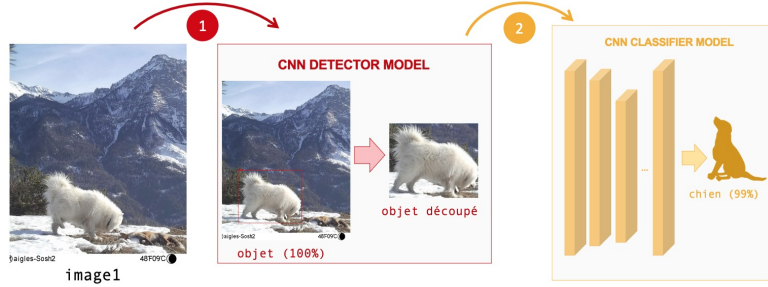 1
2
CNN DETECTOR MODEL
CNN CLASSIFIER MODEL
aigles-Sosh2 48°F09°C
image1
aigles-Sosh2 48°F09°C
objet (100%)
objet découpé
...
chien (99%)